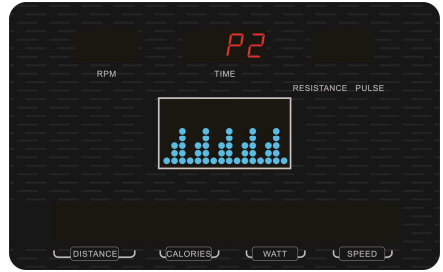 P2
RPM
TIME
RESISTANCE PULSE
DISTANCE
CALORIES
WATT
SPEED